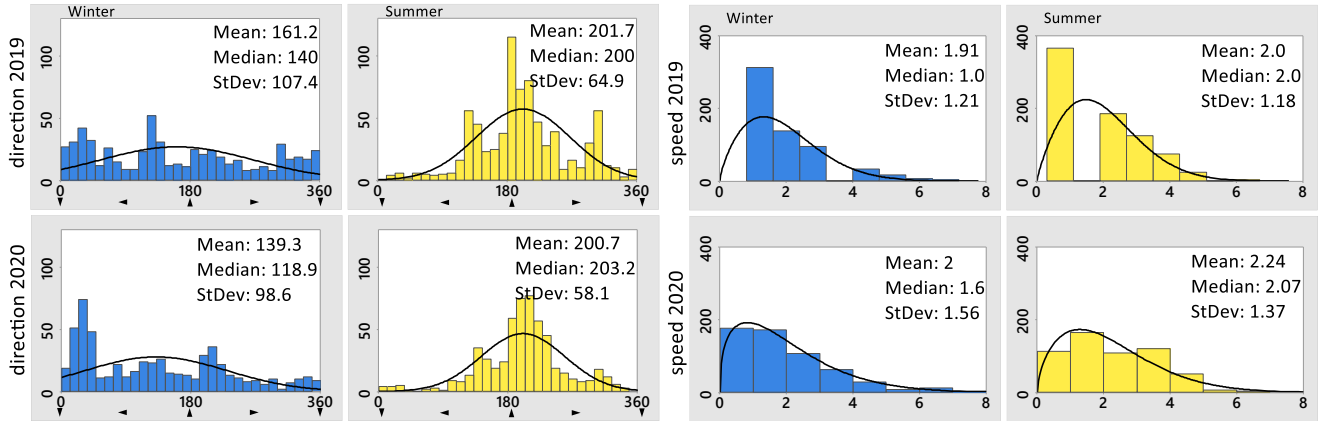 Winter
Summer
Winter
Summer
direction 2019
100
50
0
Mean: 161.2
Median: 140
StDev: 107.4
0
180
360
100
50
0
Mean: 201.7
Median: 200
StDev: 64.9
0
180
360
speed 2019
400
200
0
Mean: 1.91
Median: 1.0
StDev: 1.21
0
2
4
6
8
400
200
0
Mean: 2.0
Median: 2.0
StDev: 1.18
0
2
4
6
8
direction 2020
100
50
0
Mean: 139.3
Median: 118.9
StDev: 98.6
0
180
360
100
50
0
Mean: 200.7
Median: 203.2
StDev: 58.1
0
180
360
speed 2020
400
200
0
Mean: 2
Median: 1.6
StDev: 1.56
0
2
4
6
8
400
200
0
Mean: 2.24
Median: 2.07
StDev: 1.37
0
2
4
6
8